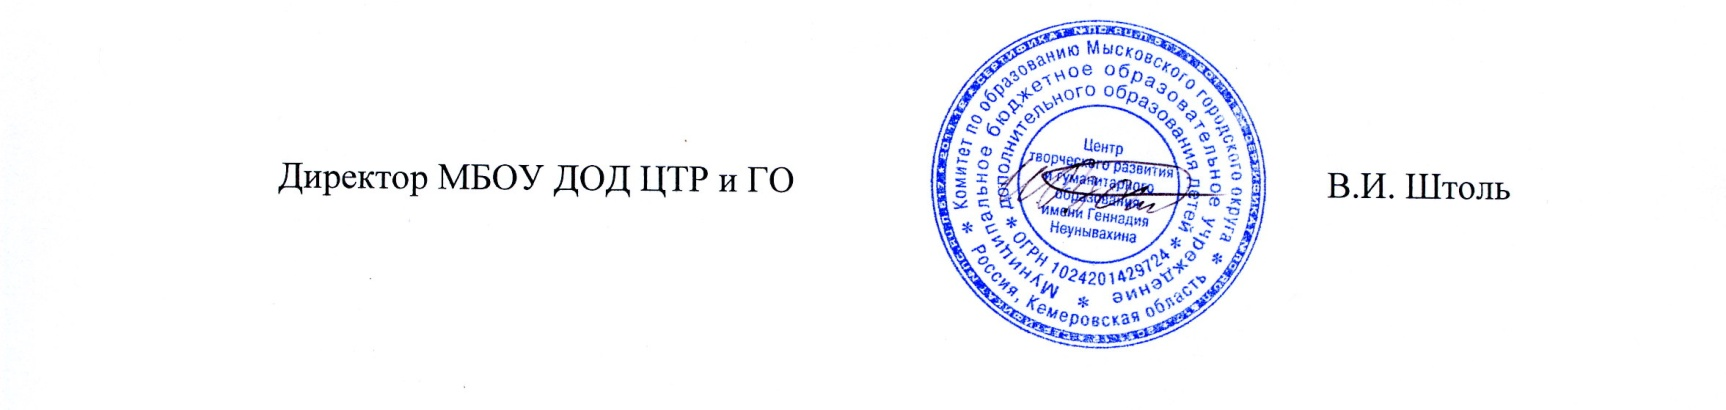 Директор МБОУ ДОД ЦТР и ГО
В.И. Штоль
Комитет по образованию Мысковского городского округа *
Россия, Кемеровская область *
Муниципальное бюджетное образовательное учреждение *
дополнительного образования детей *
ОГРН 1024201429724 *
Центр
творческого развития
и гуманитарного
образования
имени Геннадия
Неунывахина